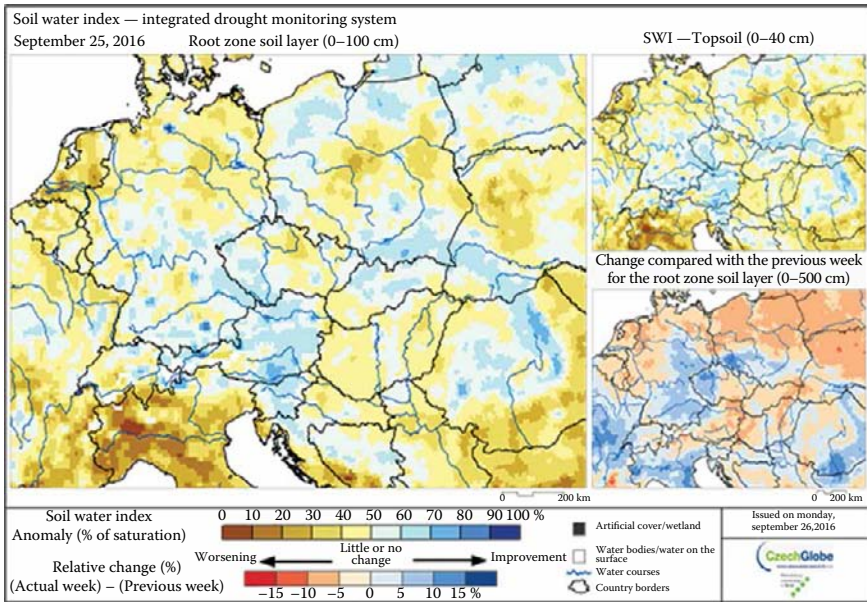 Soil water index — integrated drought monitoring system
September 25, 2016 Root zone soil layer (0–100 cm)
SWI —Topsoil (0–40 cm)
Change compared with the previous week
for the root zone soil layer (0–500 cm)
0 200 km
0 200 km
Soil water index
Anomaly (% of saturation)
0 10 20 30 40 50 60 70 80 90 100 %
Worsening
Little or no
change
Improvement
Relative change (%)
(Actual week) – (Previous week)
−15 −10 −5 0 5 10 15 %
Artificial cover/wetland
Water bodies/water on the
surface
Water courses
Country borders
Issued on monday,
september 26,2016
CzechGlobe